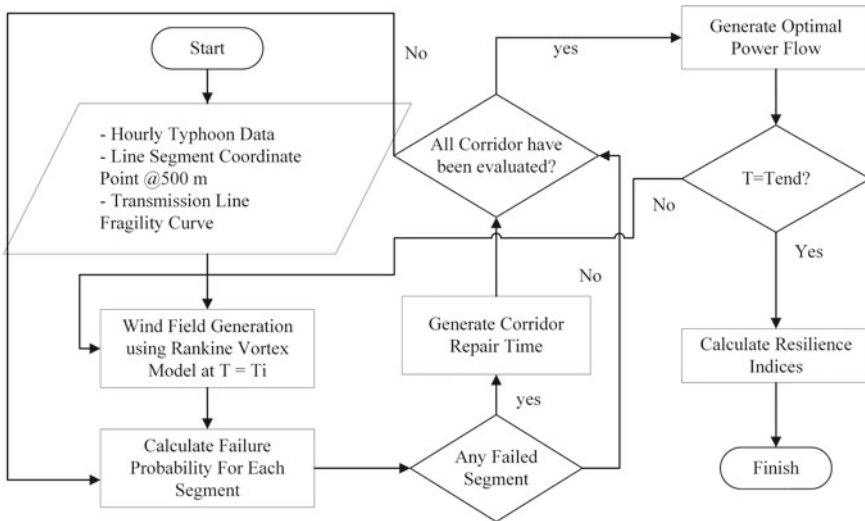 Start
- Hourly Typhoon Data
- Line Segment Coordinate
Point @500 m
- Transmission Line
Fragility Curve
Wind Field Generation
using Rankine Vortex
Model at T = Ti
Calculate Failure
Probability For Each
Segment
Any Failed
Segment
yes
No
Generate Corridor
Repair Time
All Corridor have
been evaluated?
No
yes
Generate Optimal
Power Flow
T=Tend?
No
Yes
Calculate Resilience
Indices
Finish